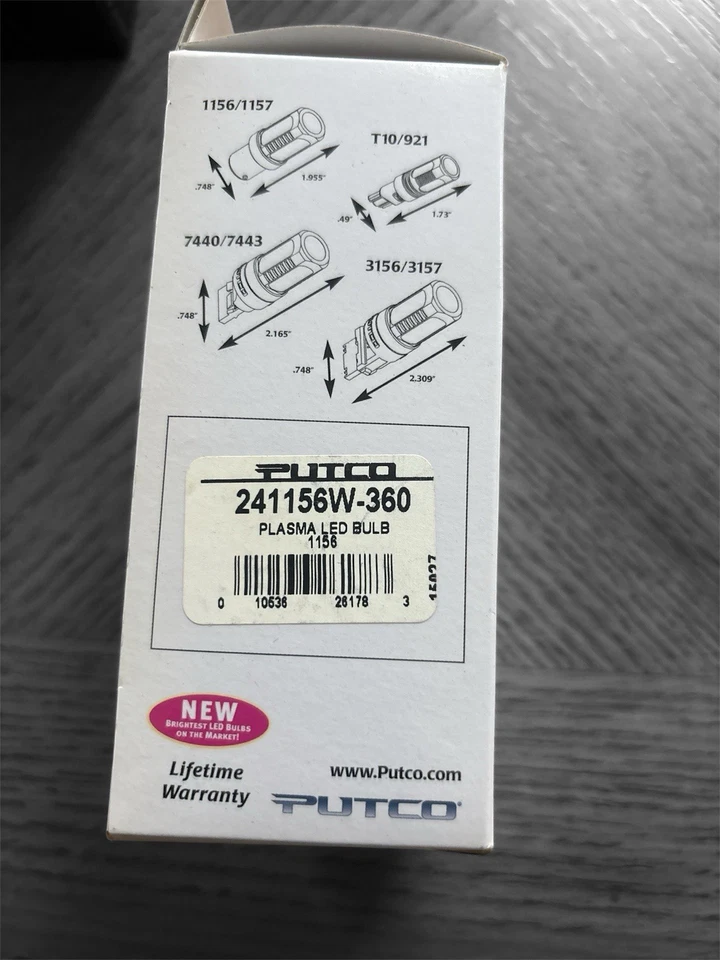 1156/1157
.748"
1.955"
T10/921
.49"
1.73"
7440/7443
.748"
2.165"
3156/3157
.748"
2.309"
PUTCO
241156W-360
PLASMA LED BULB
1156
0 10536 26178 3
15027
NEW
BRIGHTEST LED BULBS
ON THE MARKET!
Lifetime
Warranty
www.Putco.com
PUTCO®